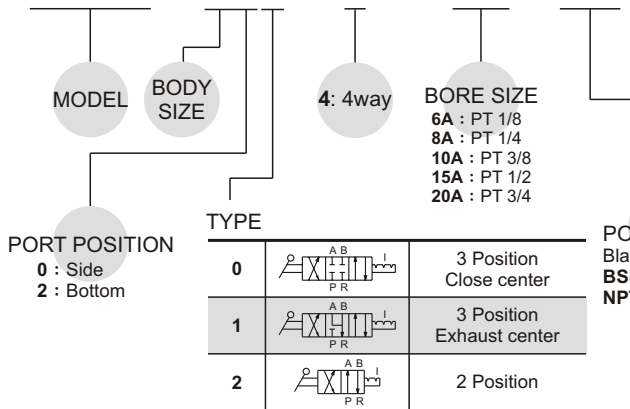 MODEL
BODY
SIZE
4: 4way
BORE SIZE
6A : PT 1/8
8A : PT 1/4
10A : PT 3/8
15A : PT 1/2
20A : PT 3/4
PORT POSITION
0 : Side
2 : Bottom
TYPE
0
A B
P R
3 Position
Close center
1
A B
P R
3 Position
Exhaust center
2
A B
P R
2 Position